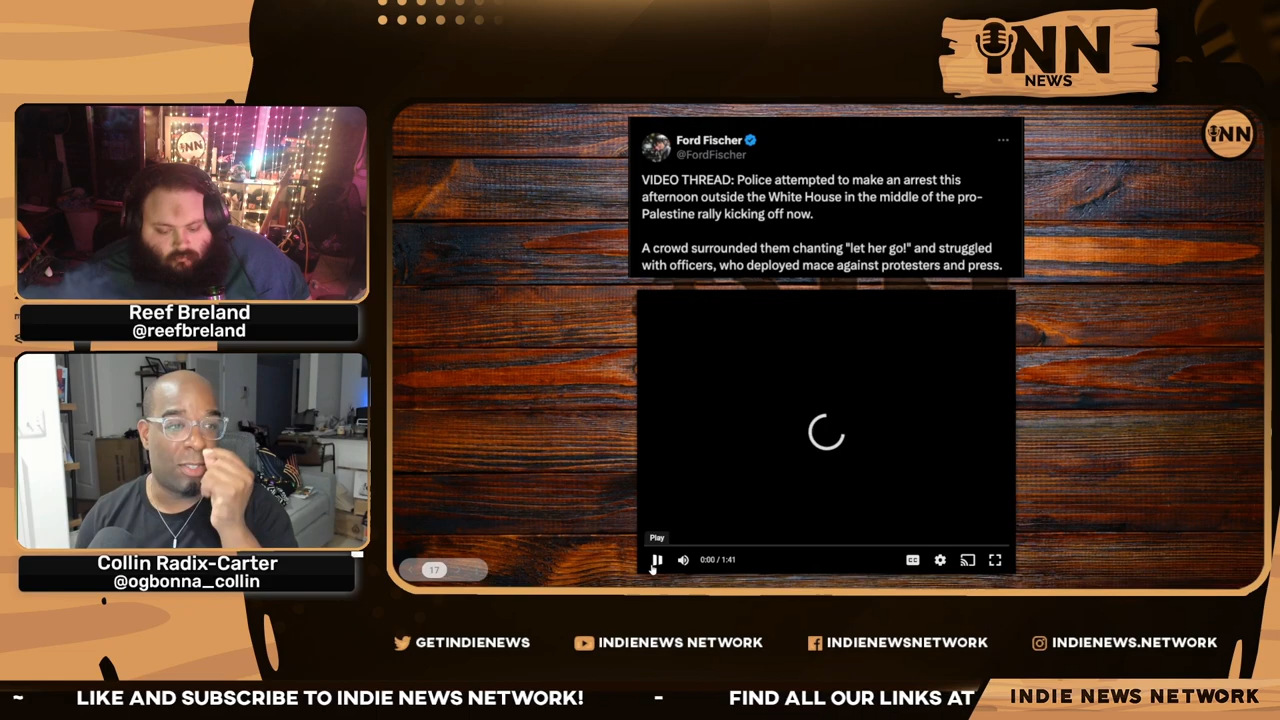 INN
NEWS
INN
INN
Ford Fischer
@FordFischer
VIDEO THREAD: Police attempted to make an arrest this
afternoon outside the White House in the middle of the pro-
Palestine rally kicking off now.
A crowd surrounded them chanting "let her go!" and struggled
with officers, who deployed mace against protesters and press.
Reef Breland
@reefbreland
Collin Radix-Carter
@ogbonna_collin
Play
0:00 / 1:41
CC
17
GETINDIENEWS
INDIENEWS NETWORK
INDIENEWSNETWORK
INDIENEWS.NETWORK
~ LIKE AND SUBSCRIBE TO INDIE NEWS NETWORK! - FIND ALL OUR LINKS AT
INDIE NEWS NETWORK